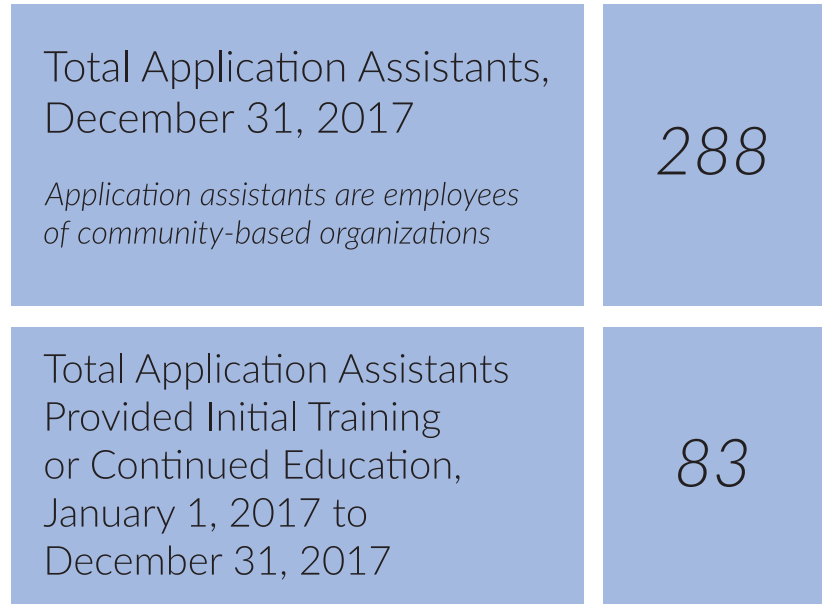 Total Application Assistants,
December 31, 2017
Application assistants are employees
of community-based organizations
288
Total Application Assistants
Provided Initial Training
or Continued Education,
January 1, 2017 to
December 31, 2017
83